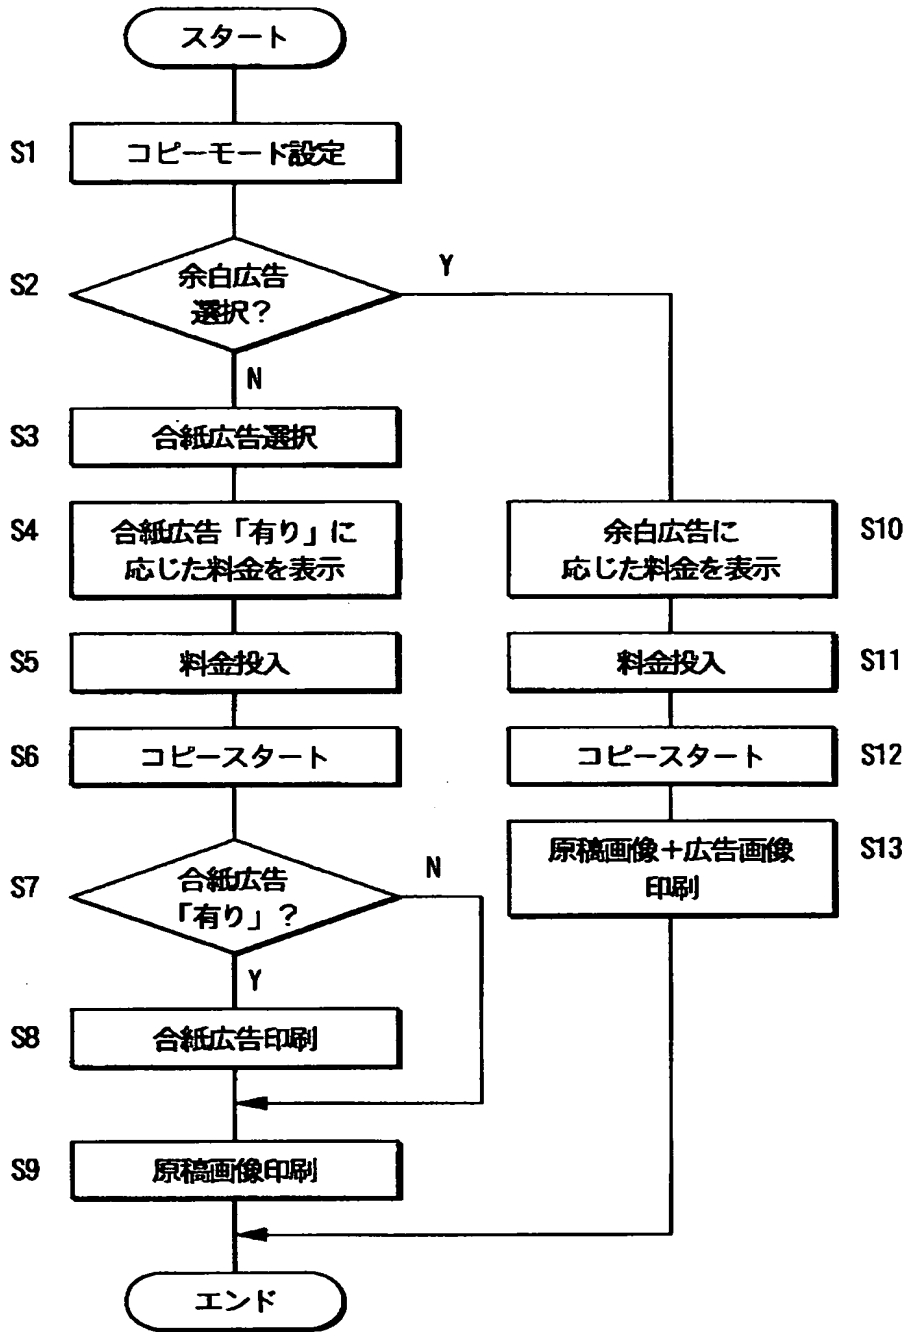 スタート
S1
コピーモード設定
S2
余白広告
選択？
Y
N
S3
合紙広告選択
S4
合紙広告「有り」に
応じた料金を表示
S5
料金投入
S6
コピースタート
S7
合紙広告
「有り」？
N
Y
S8
合紙広告印刷
S9
原稿画像印刷
余白広告に
応じた料金を表示
S10
料金投入
S11
コピースタート
S12
原稿画像＋広告画像
印刷
S13
エンド